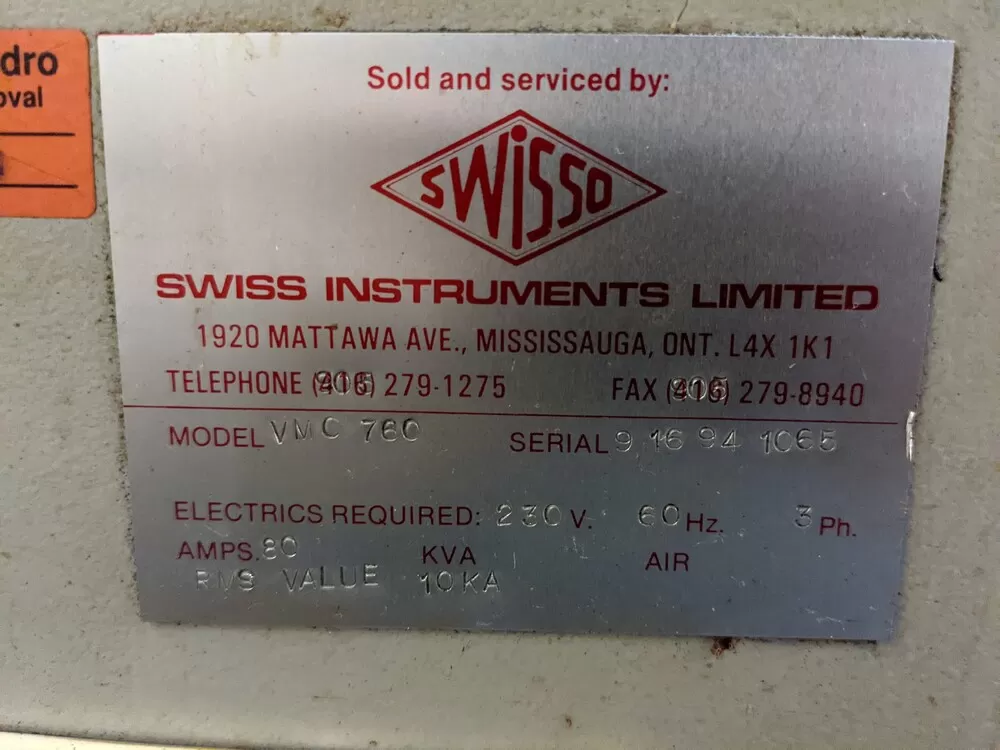 dro
oval
Sold and serviced by:
SWISSO
SWISS INSTRUMENTS LIMITED
1920 MATTAWA AVE., MISSISSAUGA, ONT. L4X 1K1
TELEPHONE (905) 279-1275
FAX (905) 279-8940
MODEL VMC 760
SERIAL 9 16 94 1065
ELECTRICS REQUIRED: 230 V. 60 Hz. 3 Ph.
AMPS. 80 KVA AIR
RMS VALUE 10KA